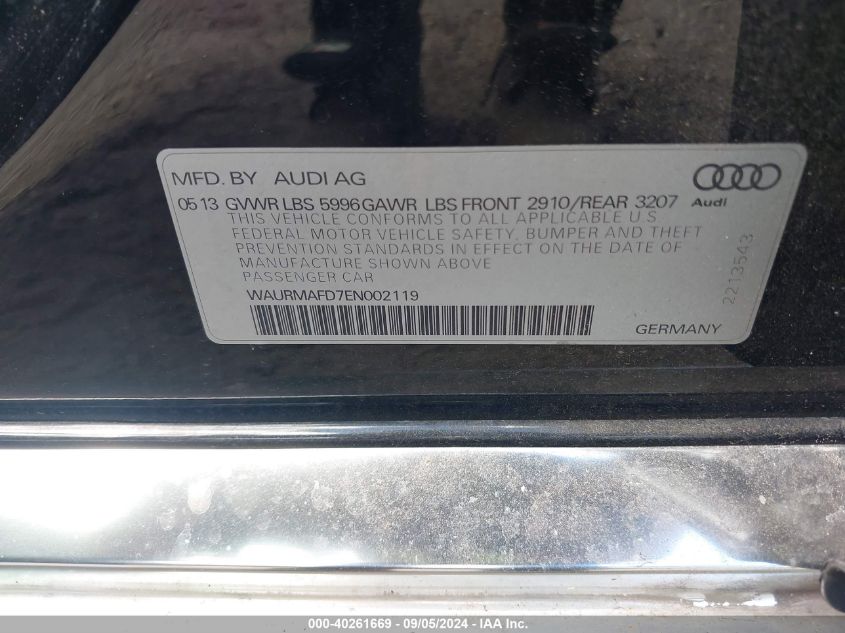 MFD. BY AUDI AG
Audi
05 13 GVWR LBS 5996 GAWR LBS FRONT 2910/REAR 3207
THIS VEHICLE CONFORMS TO ALL APPLICABLE U S
FEDERAL MOTOR VEHICLE SAFETY, BUMPER AND THEFT
PREVENTION STANDARDS IN EFFECT ON THE DATE OF
MANUFACTURE SHOWN ABOVE
PASSENGER CAR
WAURMAFD7EN002119
GERMANY
2213543
000-40261669 - 09/05/2024 - IAA Inc.